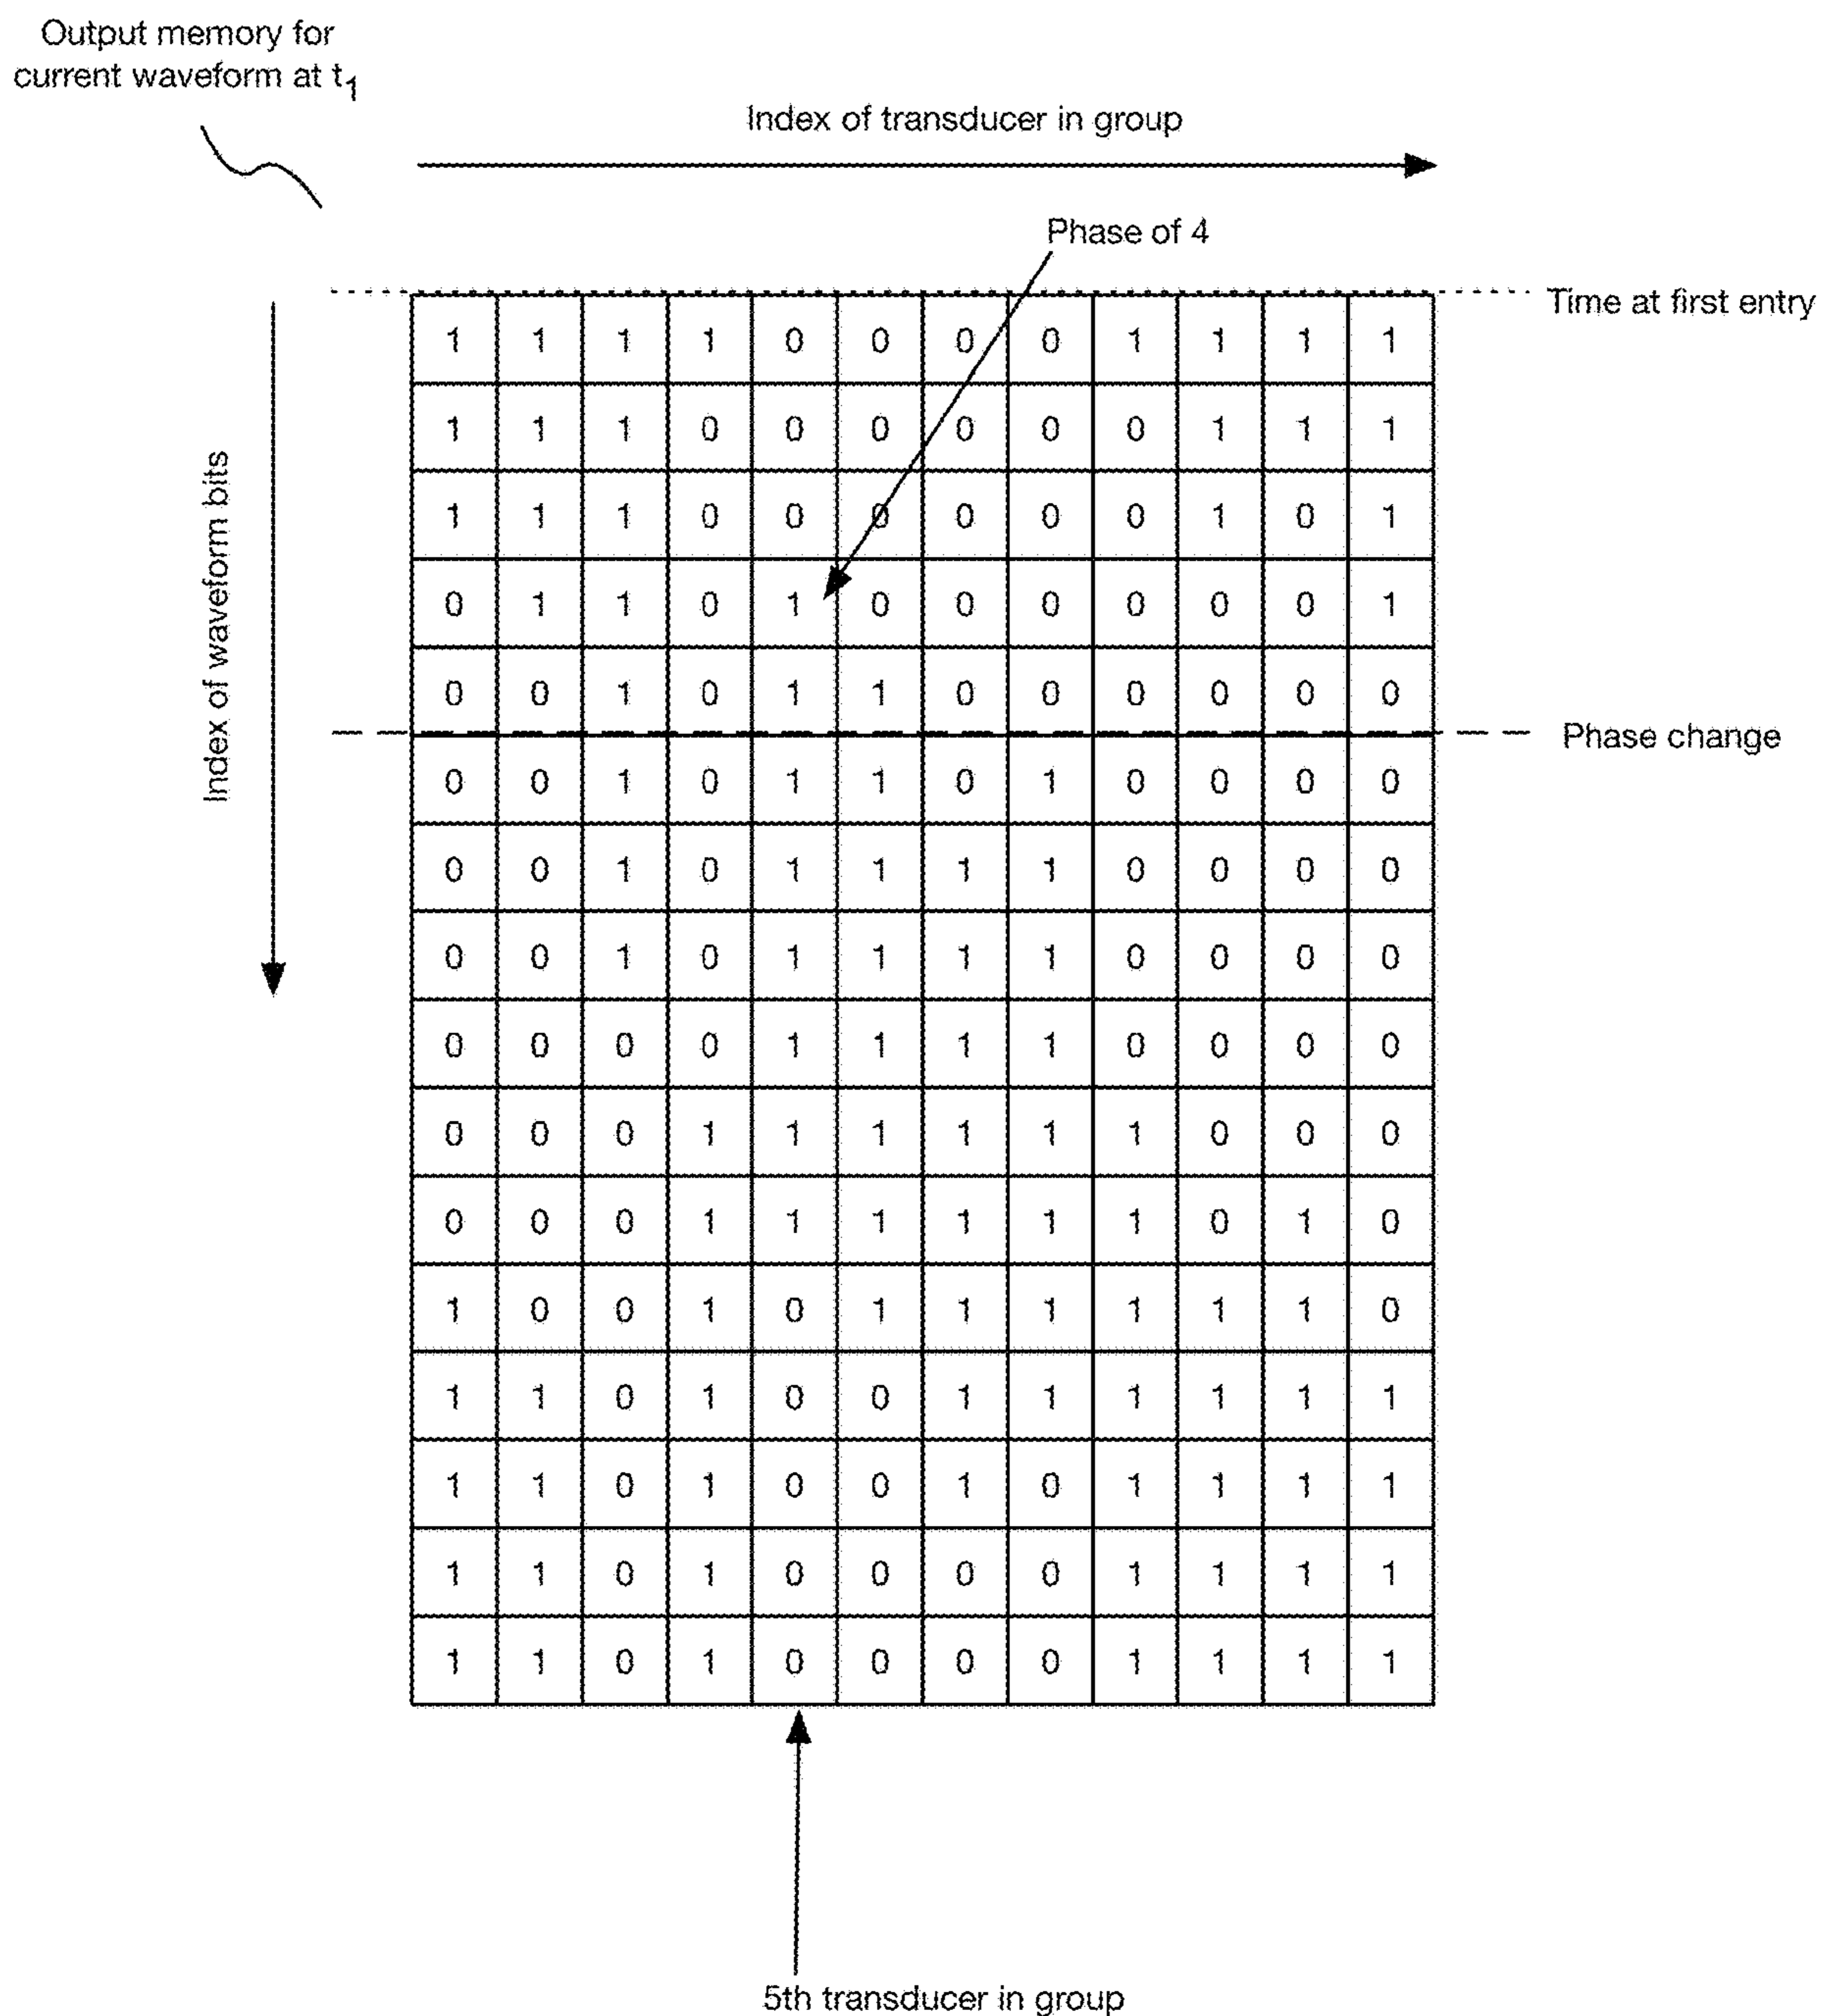 Output memory for
current waveform at t₁
Index of transducer in group
Phase of 4
Time at first entry
1 1 1 1 0 0 0 0 1 1 1 1
1 1 1 0 0 0 0 0 0 1 1 1
1 1 1 0 0 0 0 0 0 1 0 1
0 1 1 0 1 0 0 0 0 0 0 1
0 0 1 0 1 1 0 0 0 0 0 0
Phase change
Index of waveform bits
0 0 1 0 1 1 0 1 0 0 0 0
0 0 1 0 1 1 1 1 0 0 0 0
0 0 1 0 1 1 1 1 0 0 0 0
0 0 0 0 1 1 1 1 0 0 0 0
0 0 0 1 1 1 1 1 1 0 0 0
0 0 0 1 1 1 1 1 1 0 1 0
1 0 0 1 0 1 1 1 1 1 1 0
1 1 0 1 0 0 1 1 1 1 1 1
1 1 0 1 0 0 1 0 1 1 1 1
1 1 0 1 0 0 0 0 1 1 1 1
1 1 0 1 0 0 0 0 1 1 1 1
5th transducer in group